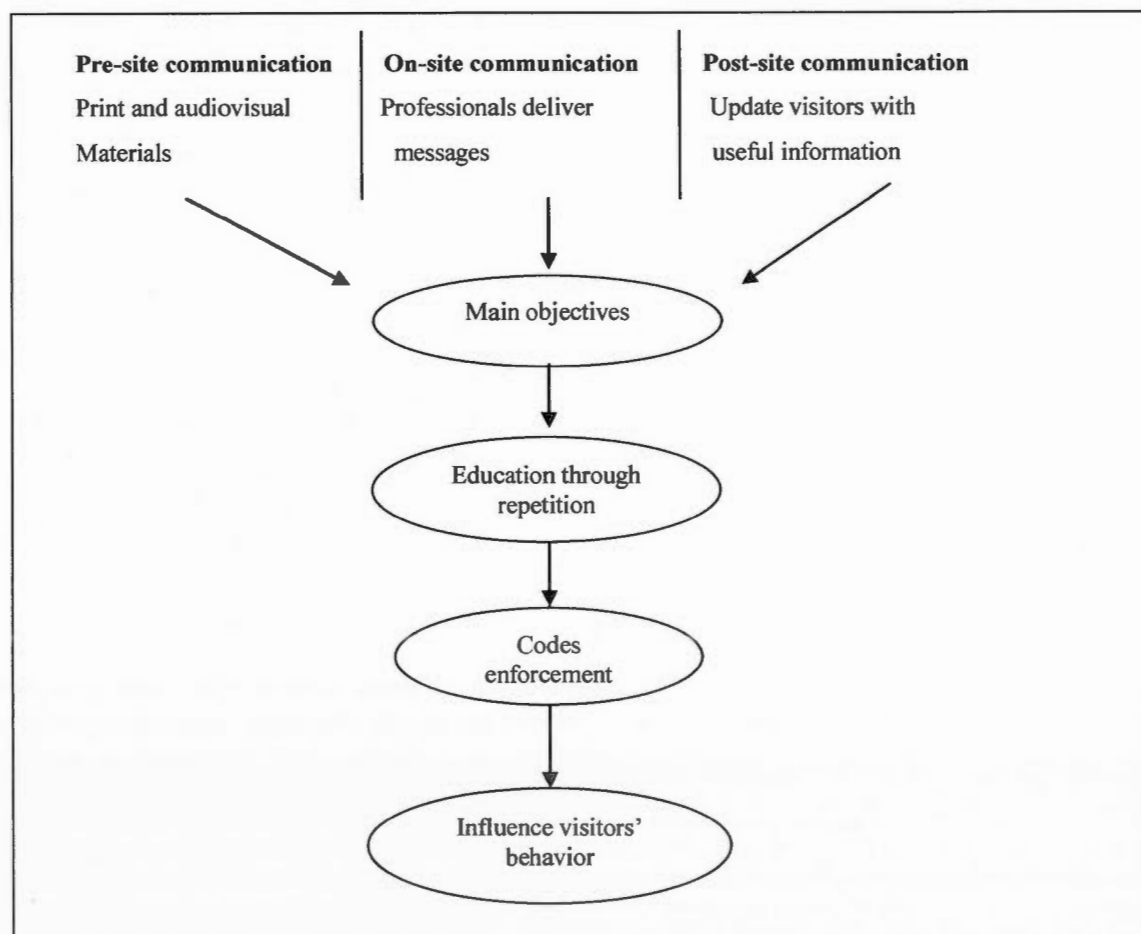 Pre-site communication
Print and audiovisual
Materials
On-site communication
Professionals deliver
messages
Post-site communication
Update visitors with
useful information
Main objectives
Education through
repetition
Codes
enforcement
Influence visitors’
behavior